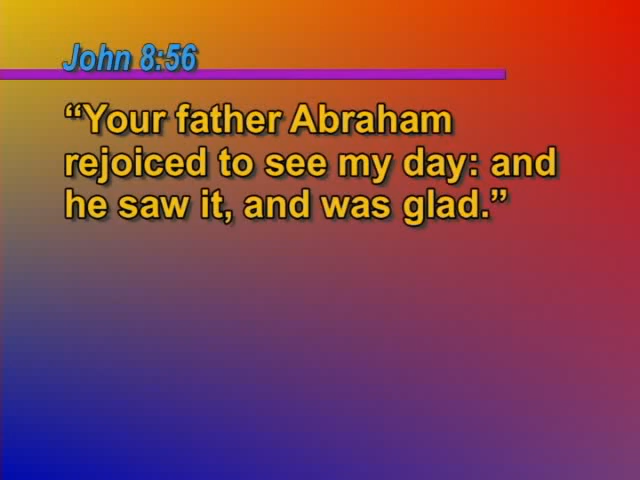 John 8:56
“Your father Abraham
rejoiced to see my day: and
he saw it, and was glad.”